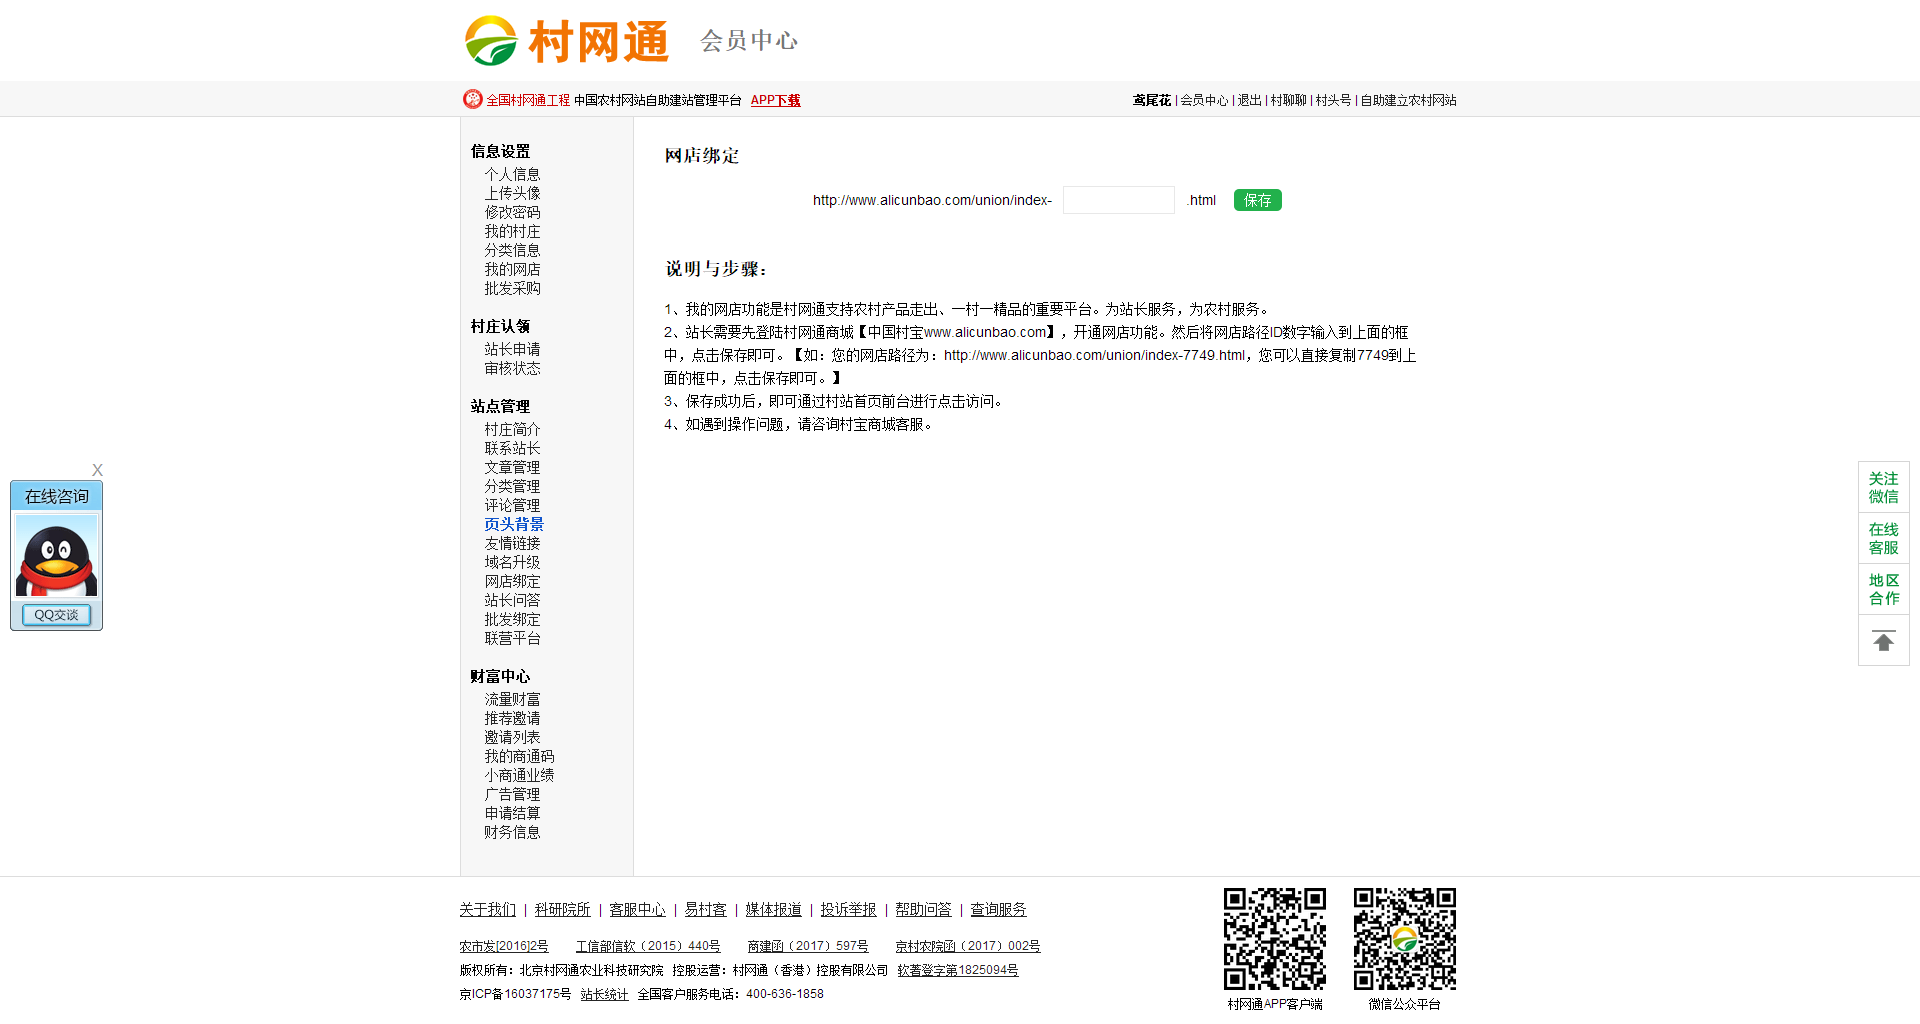 村网通 会员中心
全国村网通工程 中国农村网站自助建站管理平台 APP下载
鸢尾花 | 会员中心 | 退出 | 村聊聊 | 村头号 | 自助建立农村网站
信息设置
个人信息
上传头像
修改密码
我的村庄
分类信息
我的网店
批发采购
村庄认领
站长申请
审核状态
站点管理
村庄简介
联系站长
文章管理
分类管理
评论管理
页头背景
友情链接
域名升级
网店绑定
站长问答
批发绑定
联营平台
财富中心
流量财富
推荐邀请
邀请列表
我的商通码
小商通业绩
广告管理
申请结算
财务信息
网店绑定
http://www.alicunbao.com/union/index- .html 保存
说明与步骤：
1、我的网店功能是村网通支持农村产品走出、一村一精品的重要平台。为站长服务，为农村服务。
2、站长需要先登陆村网通商城【中国村宝www.alicunbao.com】，开通网店功能。然后将网店路径ID数字输入到上面的框
中，点击保存即可。【如：您的网店路径为：http://www.alicunbao.com/union/index-7749.html，您可以直接复制7749到上
面的框中，点击保存即可。】
3、保存成功后，即可通过村站首页前台进行点击访问。
4、如遇到操作问题，请咨询村宝商城客服。
X
在线咨询
QQ交谈
关注
微信
在线
客服
地区
合作
关于我们 | 科研院所 | 客服中心 | 易村客 | 媒体报道 | 投诉举报 | 帮助问答 | 查询服务
农市发[2016]2号 工信部信软（2015）440号 商建函（2017）597号 京村农院函（2017）002号
版权所有：北京村网通农业科技研究院 控股运营：村网通（香港）控股有限公司 软著登字第1825094号
京ICP备16037175号 站长统计 全国客户服务电话：400-636-1858
村网通APP客户端
微信公众平台